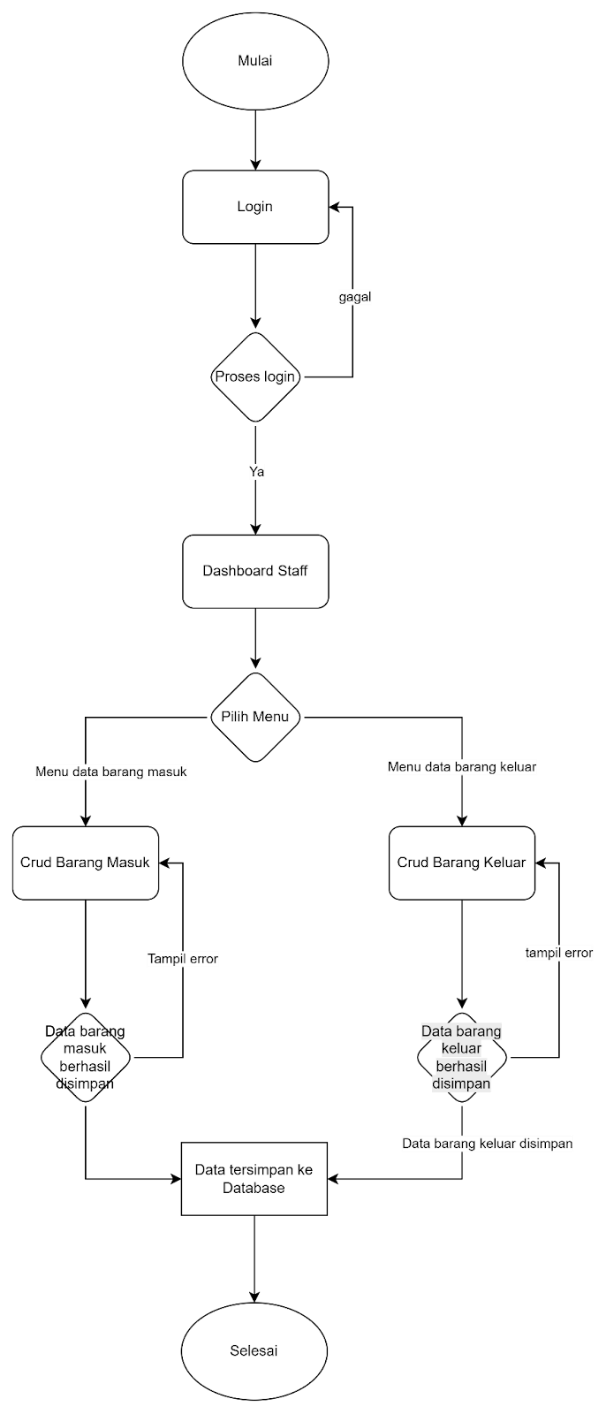 Mulai
Login
gagal
Proses login
Ya
Dashboard Staff
Pilih Menu
Menu data barang masuk
Menu data barang keluar
Crud Barang Masuk
Crud Barang Keluar
Tampil error
tampil error
Data barang
masuk
berhasil
disimpan
Data barang
keluar
berhasil
disimpan
Data barang keluar disimpan
Data tersimpan ke
Database
Selesai